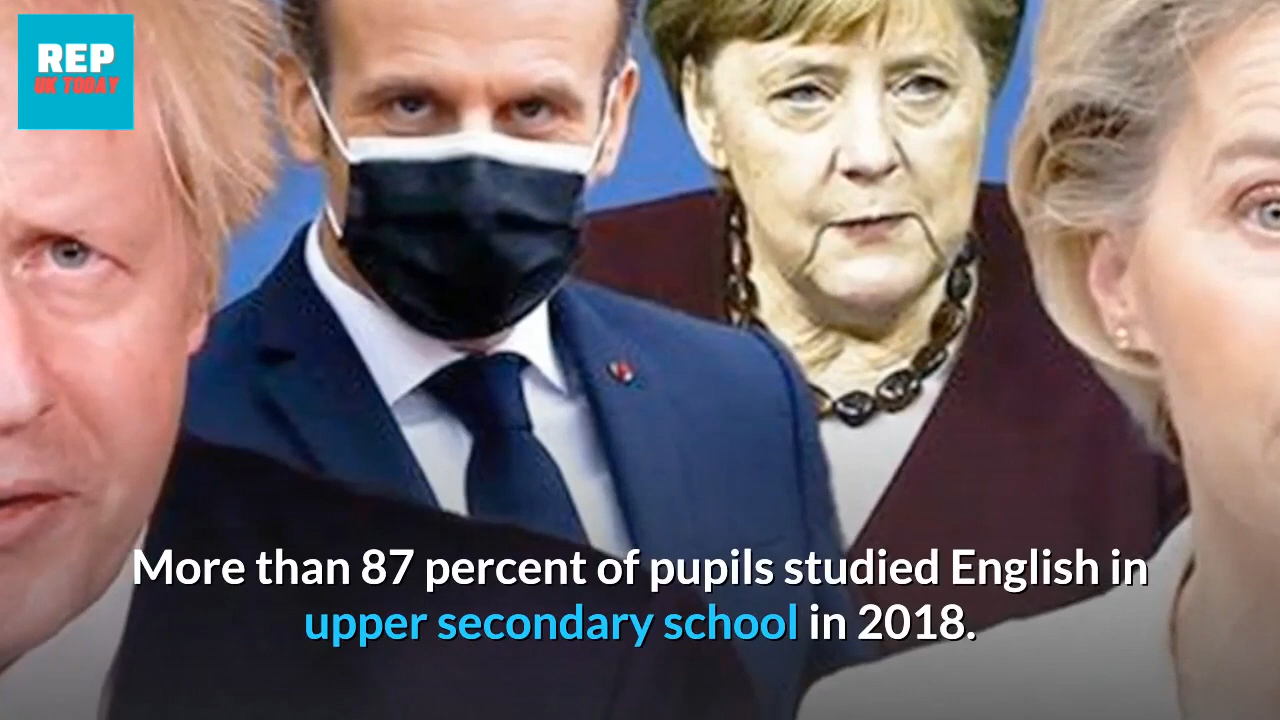 REP
UK TODAY
More than 87 percent of pupils studied English in
upper secondary school in 2018.